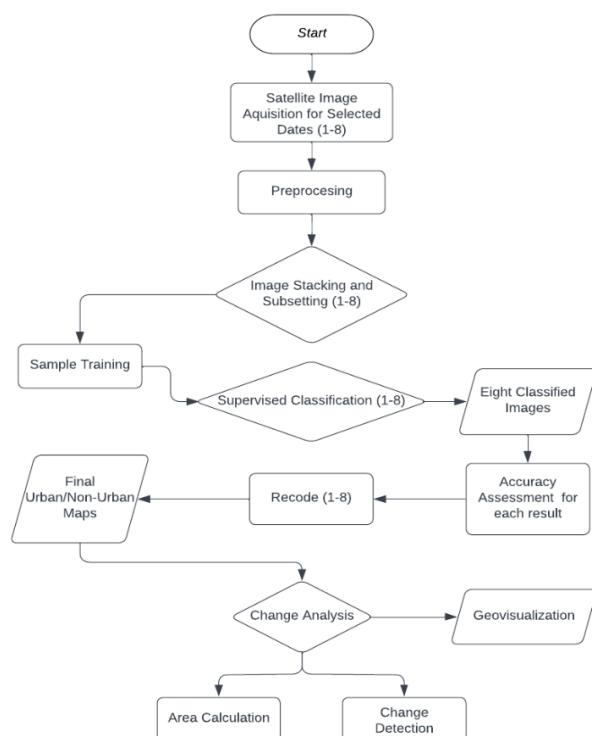 Start
Satellite Image
Aquisition for Selected
Dates (1-8)
Preprocesing
Image Stacking and
Subsetting (1-8)
Sample Training
Supervised Classification (1-8)
Eight Classified
Images
Final
Urban/Non-Urban
Maps
Recode (1-8)
Accuracy
Assessment for
each result
Change Analysis
Geovisualization
Area Calculation
Change
Detection